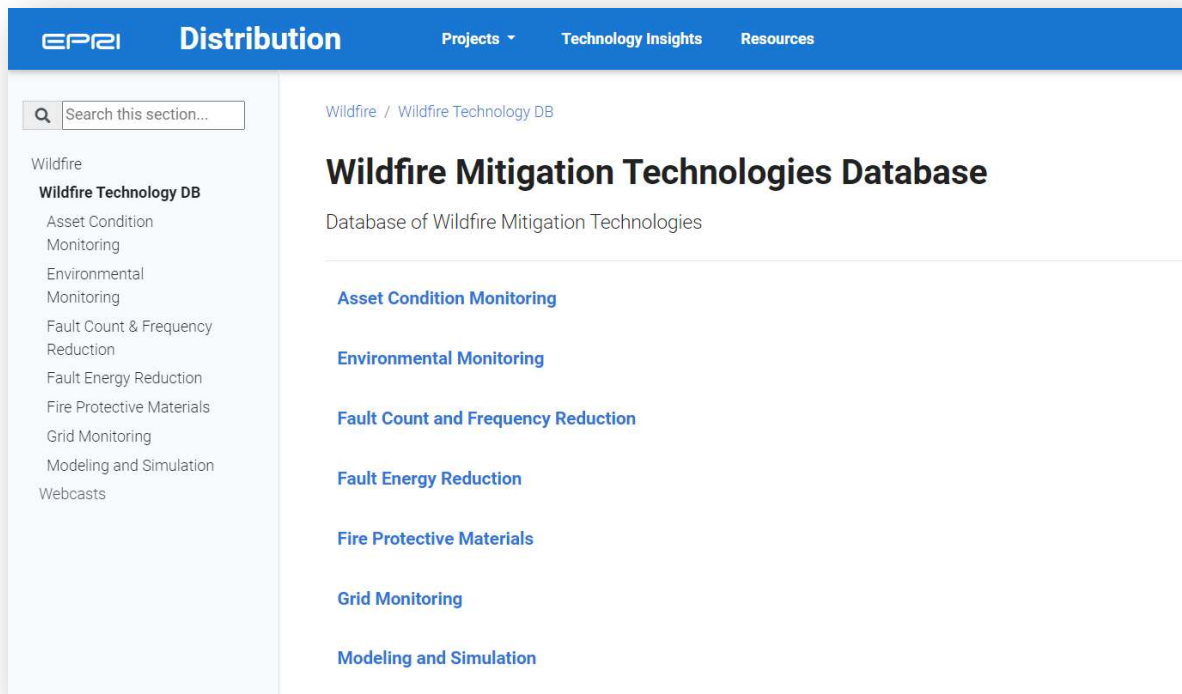 EPRI Distribution Projects Technology Insights Resources
Search this section...
Wildfire
Wildfire Technology DB
Asset Condition
Monitoring
Environmental
Monitoring
Fault Count & Frequency
Reduction
Fault Energy Reduction
Fire Protective Materials
Grid Monitoring
Modeling and Simulation
Webcasts
Wildfire / Wildfire Technology DB
Wildfire Mitigation Technologies Database
Database of Wildfire Mitigation Technologies
Asset Condition Monitoring
Environmental Monitoring
Fault Count and Frequency Reduction
Fault Energy Reduction
Fire Protective Materials
Grid Monitoring
Modeling and Simulation